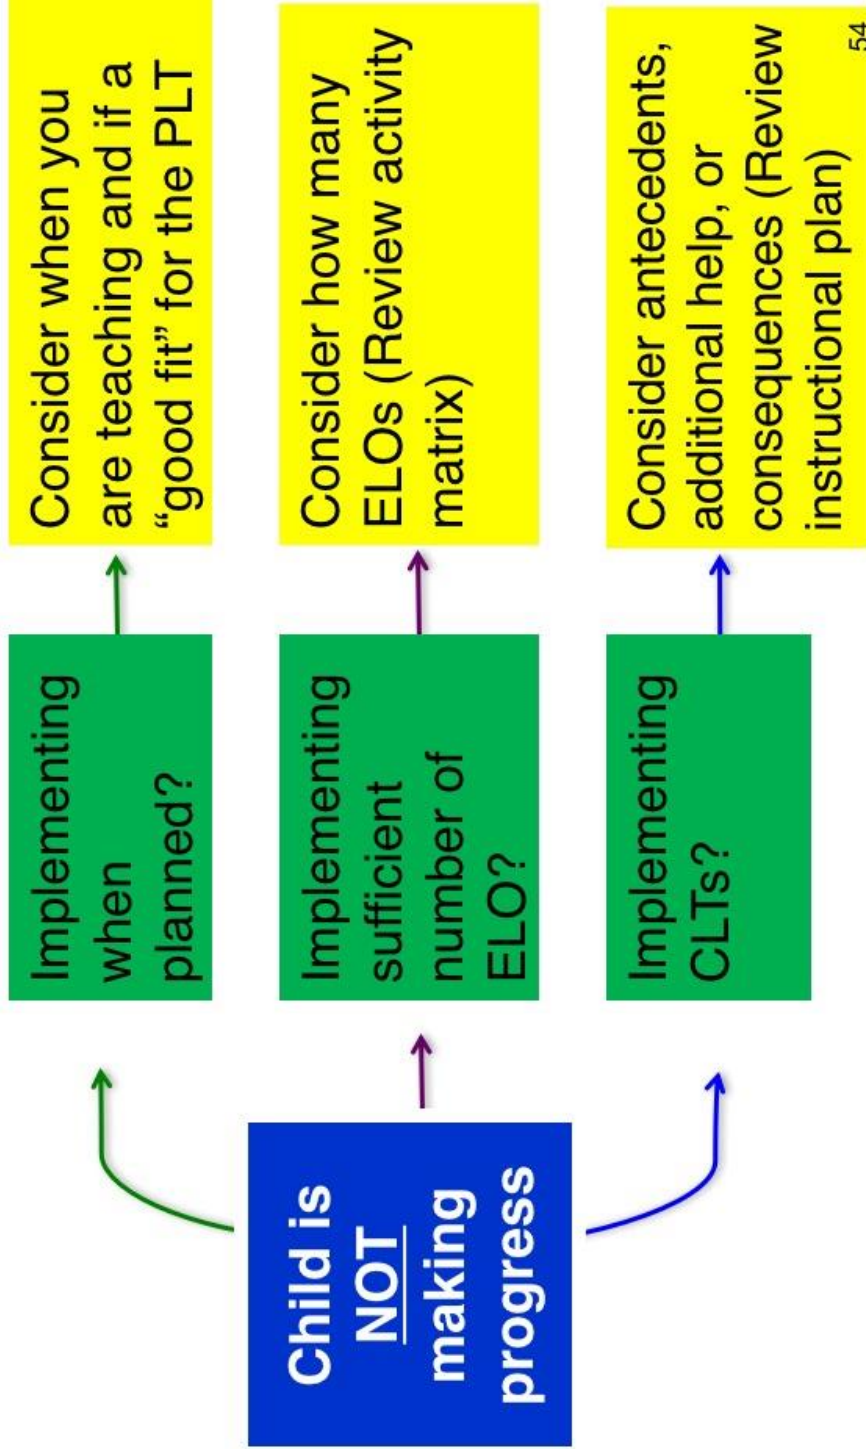 Child is
NOT
making
progress
Implementing
when
planned?
Consider when you
are teaching and if a
“good fit” for the PLT
Implementing
sufficient
number of
ELO?
Consider how many
ELOs (Review activity
matrix)
Implementing
CLTs?
Consider antecedents,
additional help, or
consequences (Review
instructional plan)
54